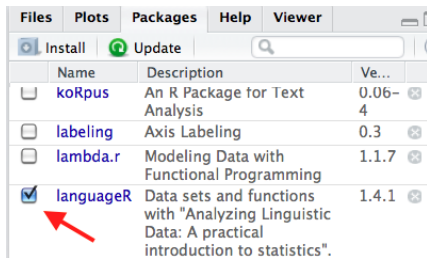 Files Plots Packages Help Viewer
Install Update
Name Description Ve...
koRpus An R Package for Text 0.06-
Analysis 4
labeling Axis Labeling 0.3
lambda.r Modeling Data with 1.1.7
Functional Programming
languageR Data sets and functions 1.4.1
with "Analyzing Linguistic
Data: A practical
introduction to statistics".